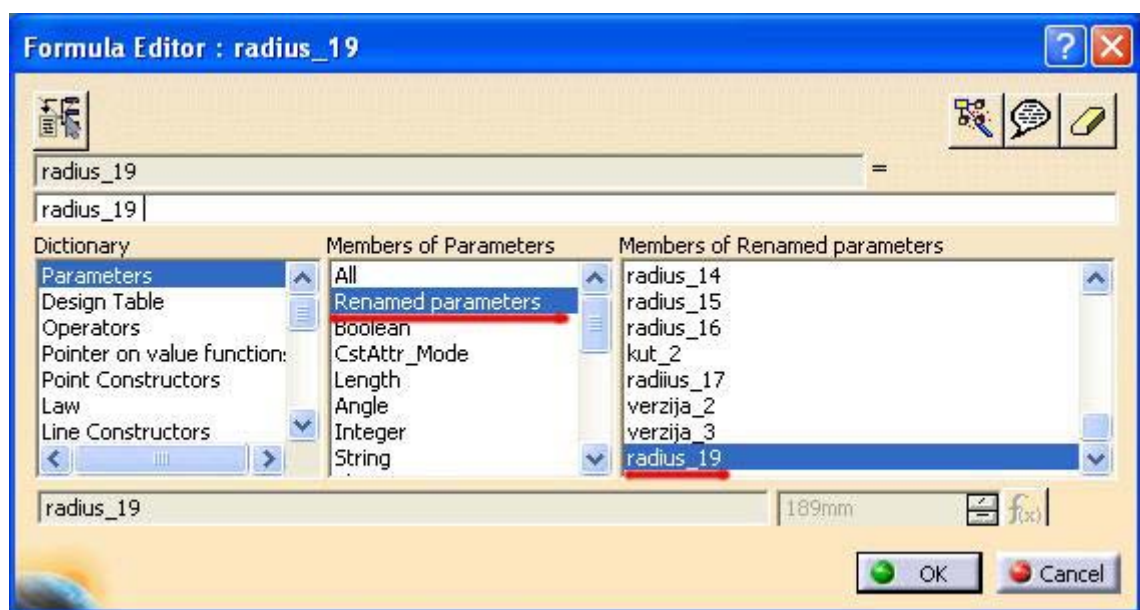 Formula Editor : radius_19
radius_19 =
radius_19
Dictionary
Parameters
Design Table
Operators
Pointer on value function:
Point Constructors
Law
Line Constructors
Members of Parameters
All
Renamed parameters
Boolean
CstAttr_Mode
Length
Angle
Integer
String
Members of Renamed parameters
radius_14
radius_15
radius_16
kut_2
radiius_17
verzija_2
verzija_3
radius_19
radius_19
189mm
f(x)
OK
Cancel